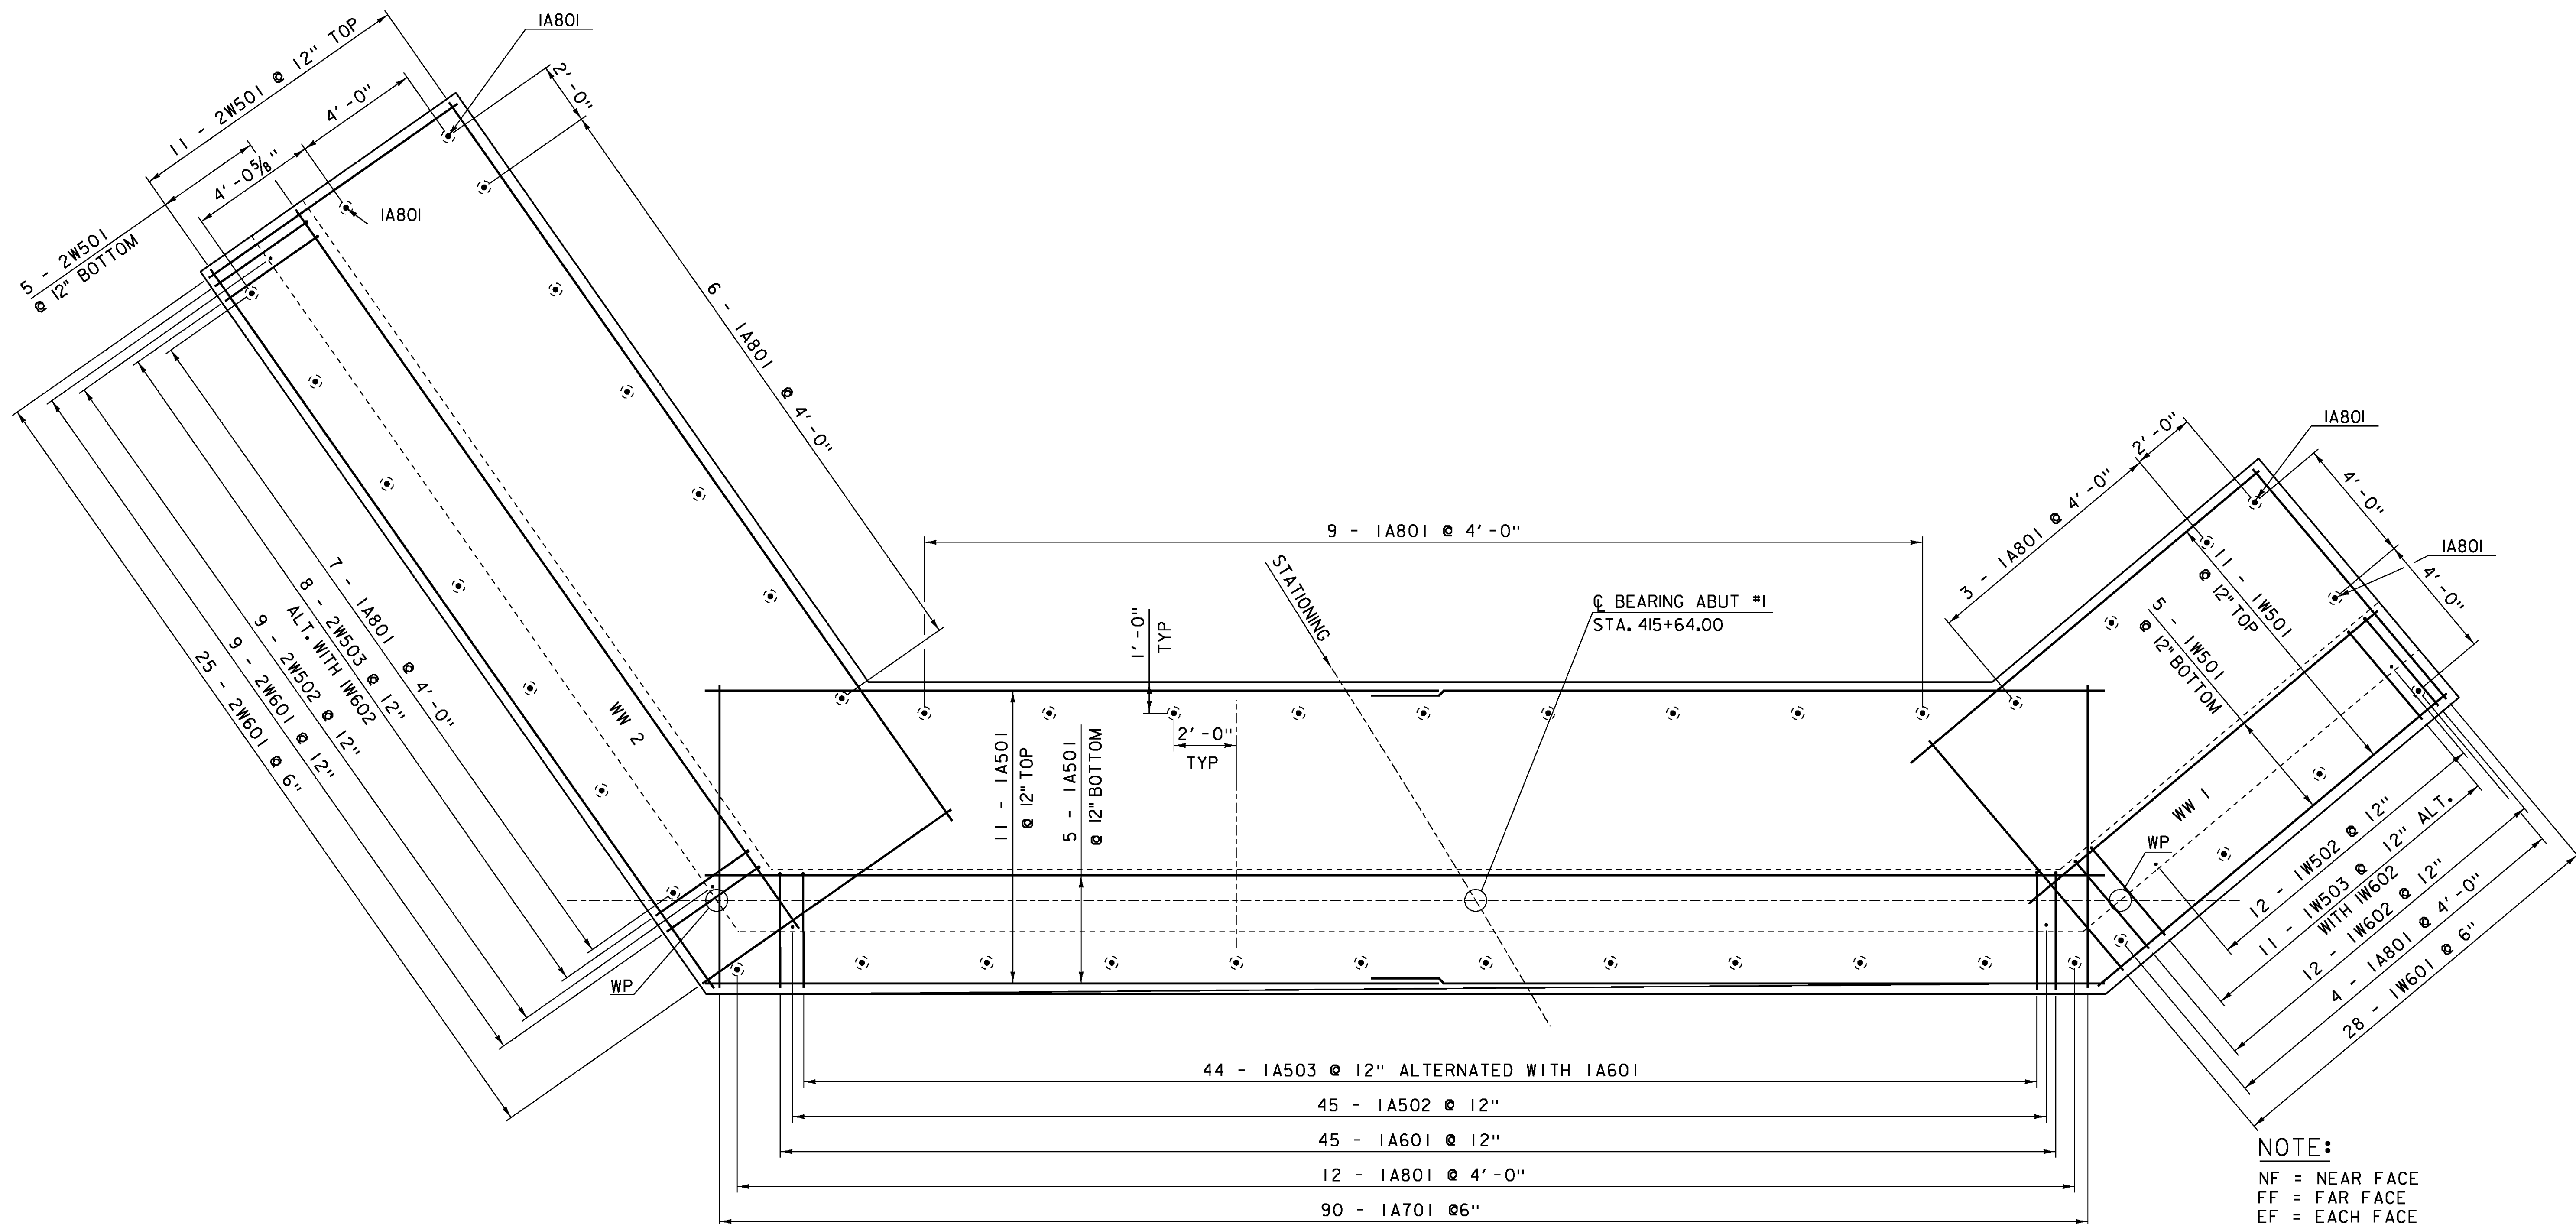 1A801
11 - 2W501 @ 12" TOP
4'-0"
2'-0"
4'-0 5/8"
1A801
5 - 2W501
@ 12" BOTTOM
6 - 1A801 @ 4'-0"
7 - 1A801 @ 4'-0"
8 - 2W503 @ 12"
ALT. WITH 1W602
9 - 2W502 @ 12"
9 - 2W601 @ 12"
25 - 2W601 @ 6"
WW 2
WP
9 - 1A801 @ 4'-0"
STATIONING
℄ BEARING ABUT #1
STA. 415+64.00
1'-0"
TYP
2'-0"
TYP
11 - 1A501
@ 12" TOP
5 - 1A501
@ 12" BOTTOM
1A801
2'-0"
3 - 1A801 @ 4'-0"
4'-0"
1A801
4'-0"
11 - 1W501
@ 12" TOP
5 - 1W501
@ 12" BOTTOM
WW 1
WP
12 - 1W502 @ 12"
11 - 1W503 @ 12" ALT.
WITH 1W602
12 - 1W602 @ 12"
4 - 1A801 @ 4'-0"
28 - 1W601 @ 6"
44 - 1A503 @ 12" ALTERNATED WITH 1A601
45 - 1A502 @ 12"
45 - 1A601 @ 12"
12 - 1A801 @ 4'-0"
90 - 1A701 @6"
NOTE:
NF = NEAR FACE
FF = FAR FACE
EF = EACH FACE